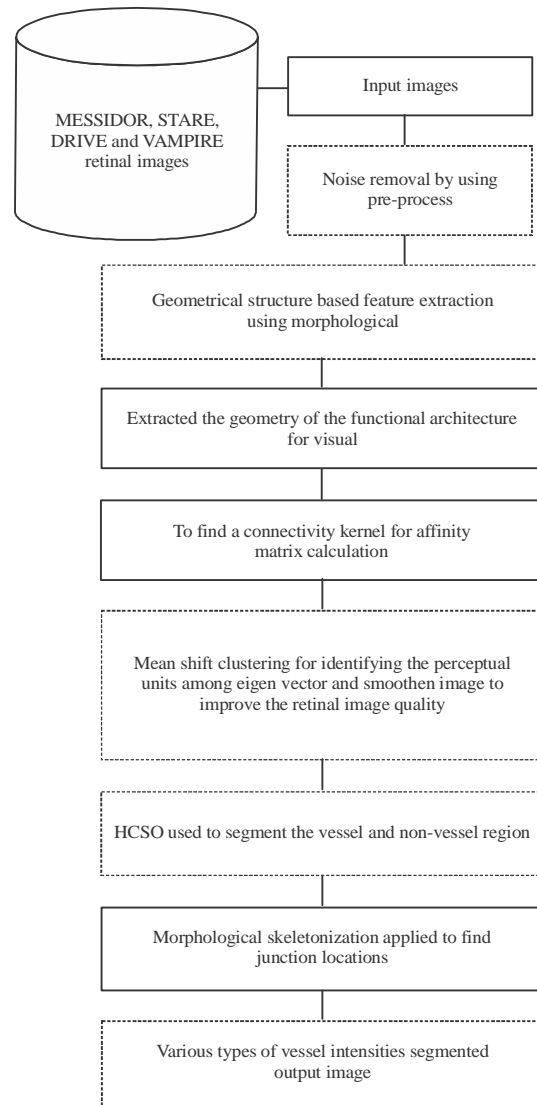 MESSIDOR, STARE,
DRIVE and VAMPIRE
retinal images
Input images
Noise removal by using
pre-process
Geometrical structure based feature extraction
using morphological
Extracted the geometry of the functional architecture
for visual
To find a connectivity kernel for affinity
matrix calculation
Mean shift clustering for identifying the perceptual
units among eigen vector and smoothen image to
improve the retinal image quality
HCSO used to segment the vessel and non-vessel region
Morphological skeletonization applied to find
junction locations
Various types of vessel intensities segmented
output image